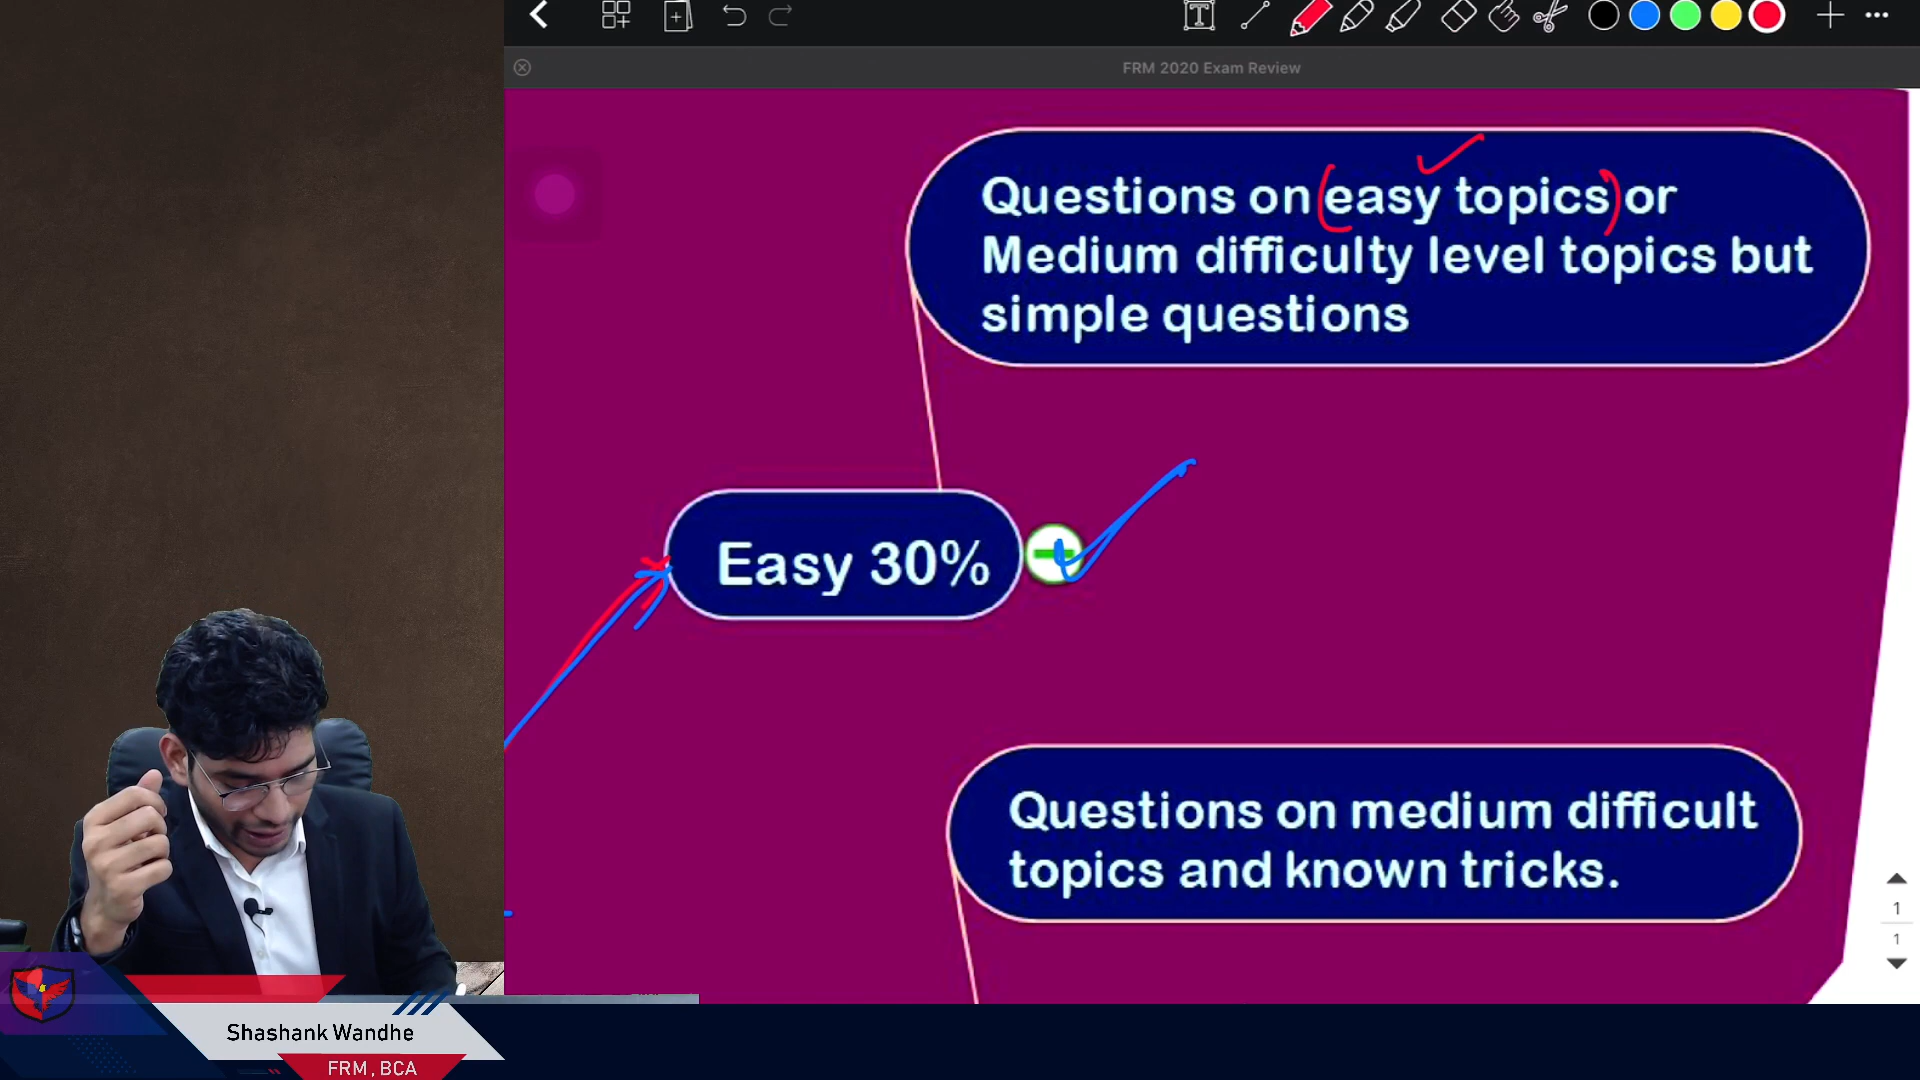 T
FRM 2020 Exam Review
Questions on easy topics or
Medium difficulty level topics but
simple questions
Easy 30%
Questions on medium difficult
topics and known tricks.
1
1
Shashank Wandhe
FRM, BCA